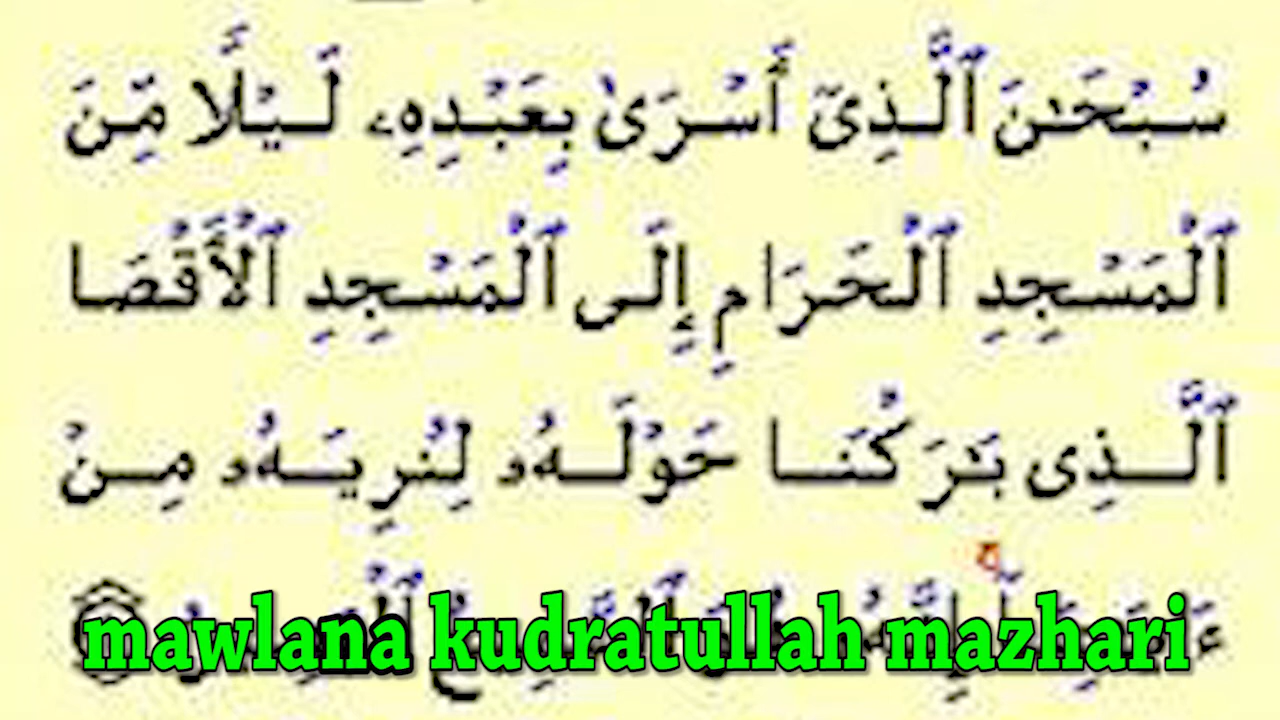 سُبْحَـٰنَ ٱلَّذِىٓ أَسْرَىٰ بِعَبْدِهِۦ لَيْلًا مِّنَ
ٱلْمَسْجِدِ ٱلْحَرَامِ إِلَى ٱلْمَسْجِدِ ٱلْأَقْصَا
ٱلَّذِى بَـٰرَكْنَا حَوْلَهُۥ لِنُرِيَهُۥ مِنْ
mawlana kudratullah mazhari